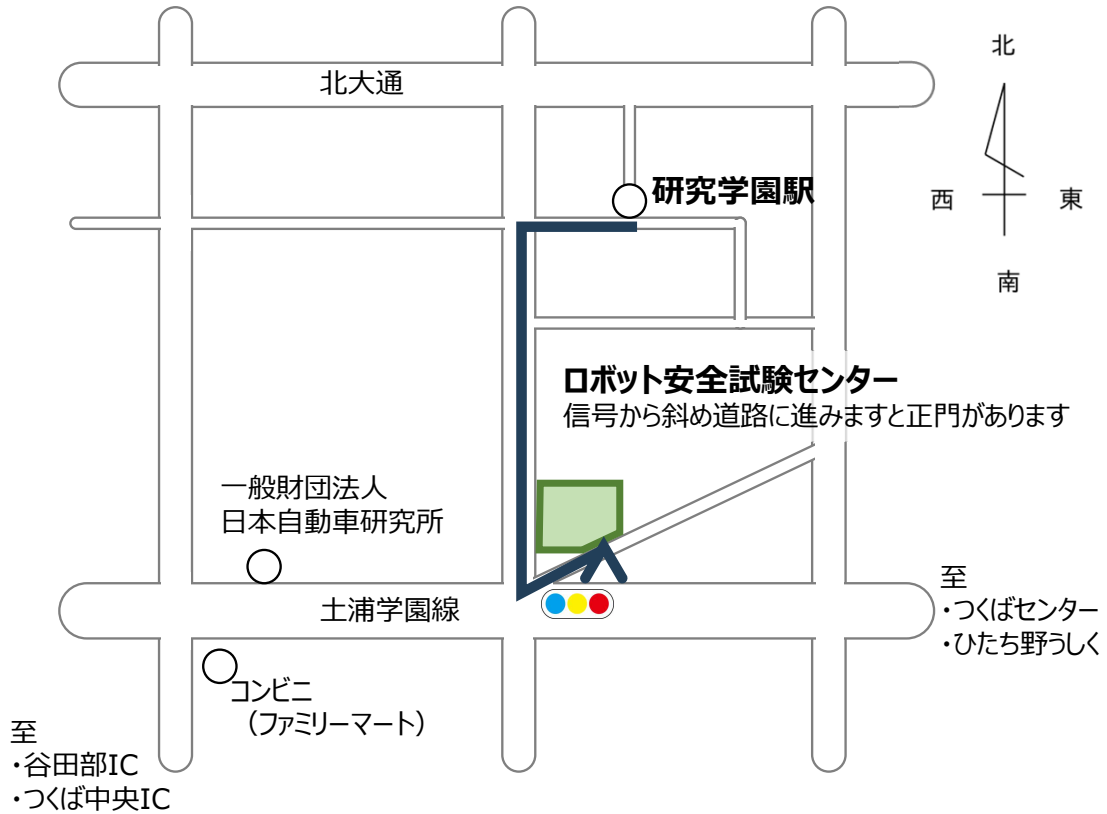 北大通
北
研究学園駅
西
東
南
ロボット安全試験センター
信号から斜め道路に進みますと正門があります
一般財団法人
日本自動車研究所
土浦学園線
至
・つくばセンター
・ひたち野うしく
コンビニ
（ファミリーマート）
至
・谷田部IC
・つくば中央IC